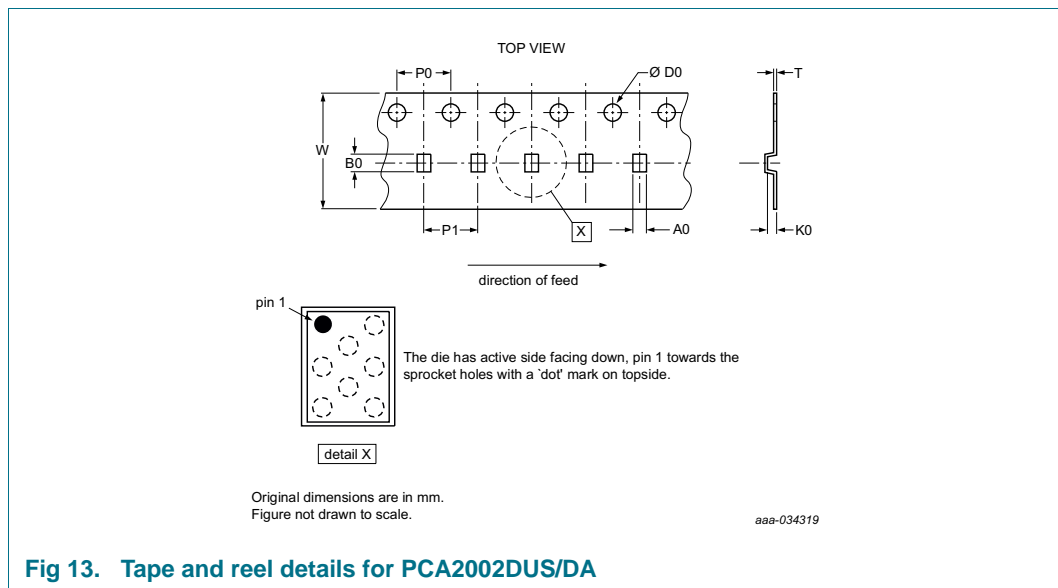 TOP VIEW
P0
Ø D0
T
W
B0
P1
X
A0
K0
direction of feed
pin 1
The die has active side facing down, pin 1 towards the
sprocket holes with a `dot' mark on topside.
detail X
Original dimensions are in mm.
Figure not drawn to scale.
aaa-034319
Fig 13. Tape and reel details for PCA2002DUS/DA